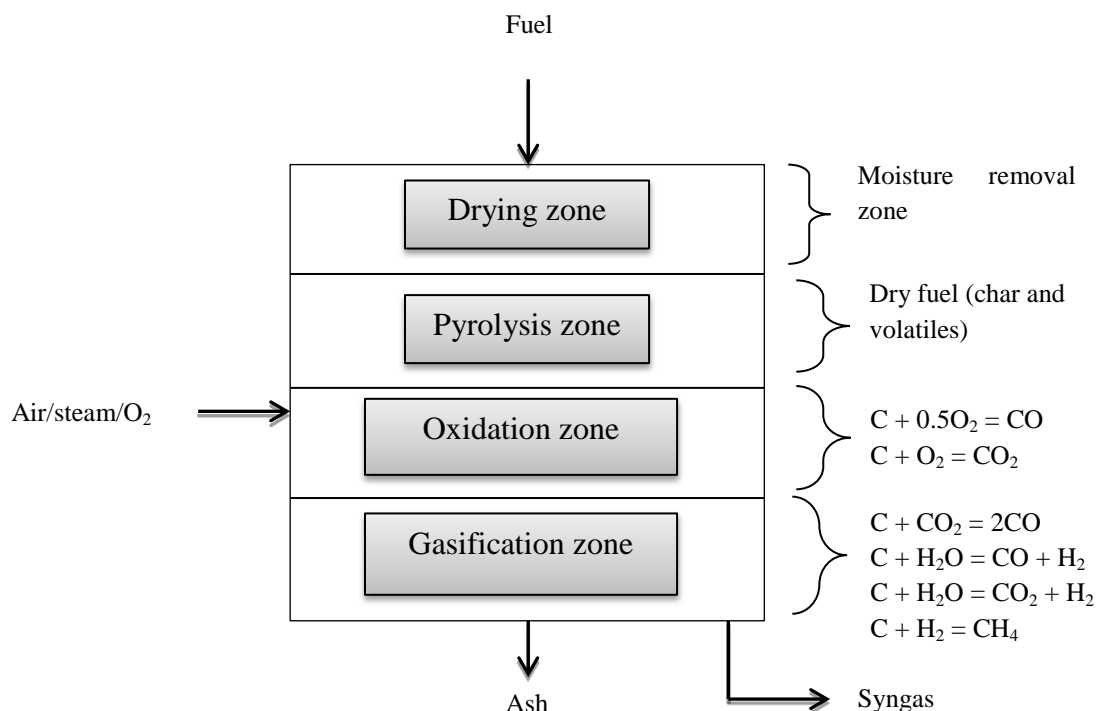 Fuel
Drying zone
Moisture removal
zone
Pyrolysis zone
Dry fuel (char and
volatiles)
Air/steam/O₂
Oxidation zone
C + 0.5O₂ = CO
C + O₂ = CO₂
Gasification zone
C + CO₂ = 2CO
C + H₂O = CO + H₂
C + H₂O = CO₂ + H₂
C + H₂ = CH₄
Ash
Syngas